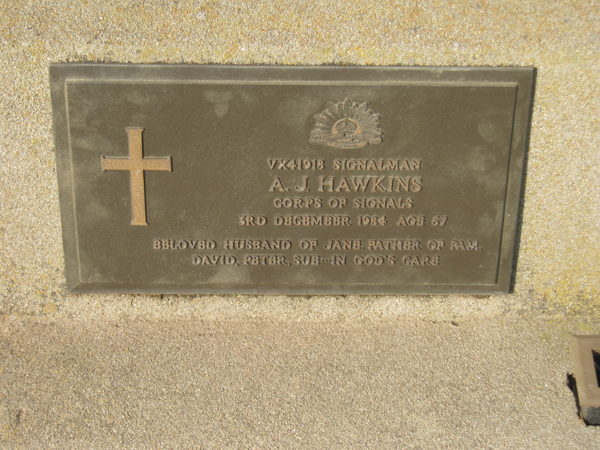 VX41918 SIGNALMAN
A. J. HAWKINS
CORPS OF SIGNALS
3RD DECEMBER 1984 AGE 67
BELOVED HUSBAND OF JANE, FATHER OF PAM,
DAVID, PETER, SUE—IN GOD'S CARE